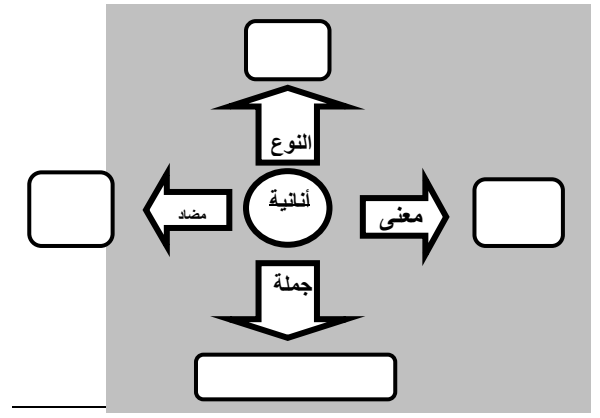 النوع
معنى
أنانية
مضاد
جملة